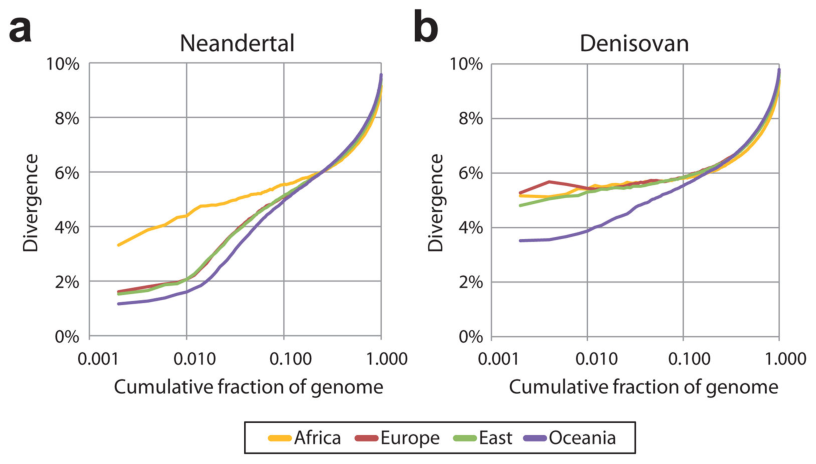 a
Neandertal
10%
8%
6%
4%
2%
0%
Divergence
0.001 0.010 0.100 1.000
Cumulative fraction of genome
b
Denisovan
10%
8%
6%
4%
2%
0%
Divergence
0.001 0.010 0.100 1.000
Cumulative fraction of genome
Africa Europe East Oceania